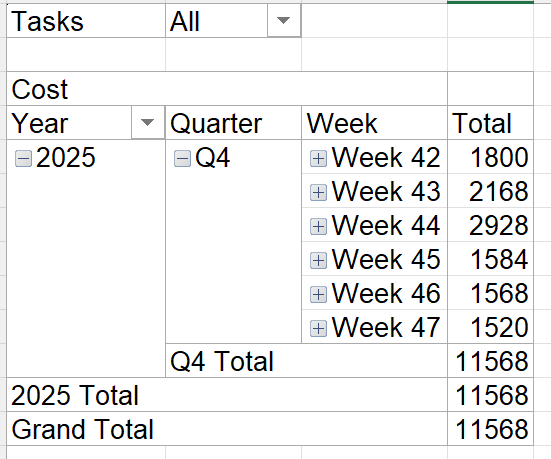 Tasks All
Cost
Year Quarter Week Total
2025 Q4 Week 42 1800
Week 43 2168
Week 44 2928
Week 45 1584
Week 46 1568
Week 47 1520
Q4 Total 11568
2025 Total 11568
Grand Total 11568